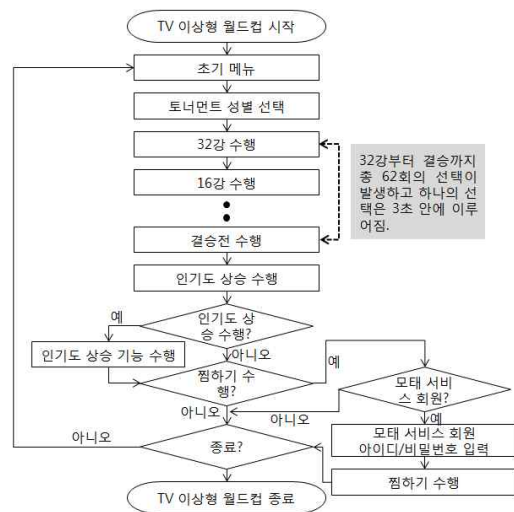 TV 이상형 월드컵 시작
초기 메뉴
토너먼트 성별 선택
32강 수행
16강 수행
32강부터 결승까지
총 62회의 선택이
발생하고 하나의 선
택은 3초 안에 이루
어짐.
결승전 수행
인기도 상승 수행
예
인기도 상
승 수행?
인기도 상승 기능 수행
아니오
예
찜하기 수
행?
모태 서비
스 회원?
아니오
아니오
예
아니오
모태 서비스 회원
아이디/비밀번호 입력
종료?
찜하기 수행
TV 이상형 월드컵 종료